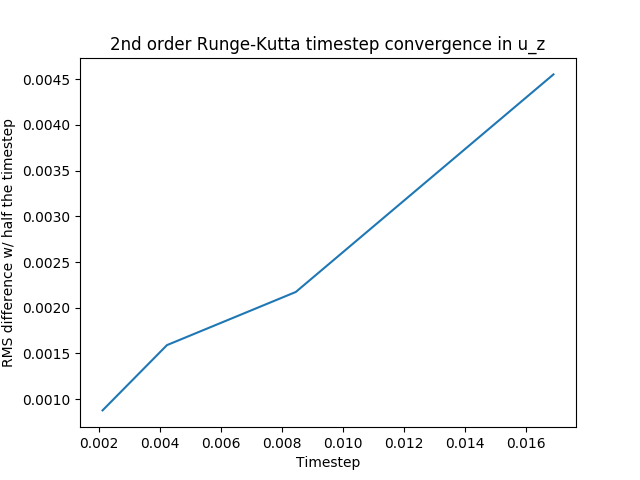 2nd order Runge-Kutta timestep convergence in u_z
RMS difference w/ half the timestep
0.0045
0.0040
0.0035
0.0030
0.0025
0.0020
0.0015
0.0010
0.002 0.004 0.006 0.008 0.010 0.012 0.014 0.016
Timestep